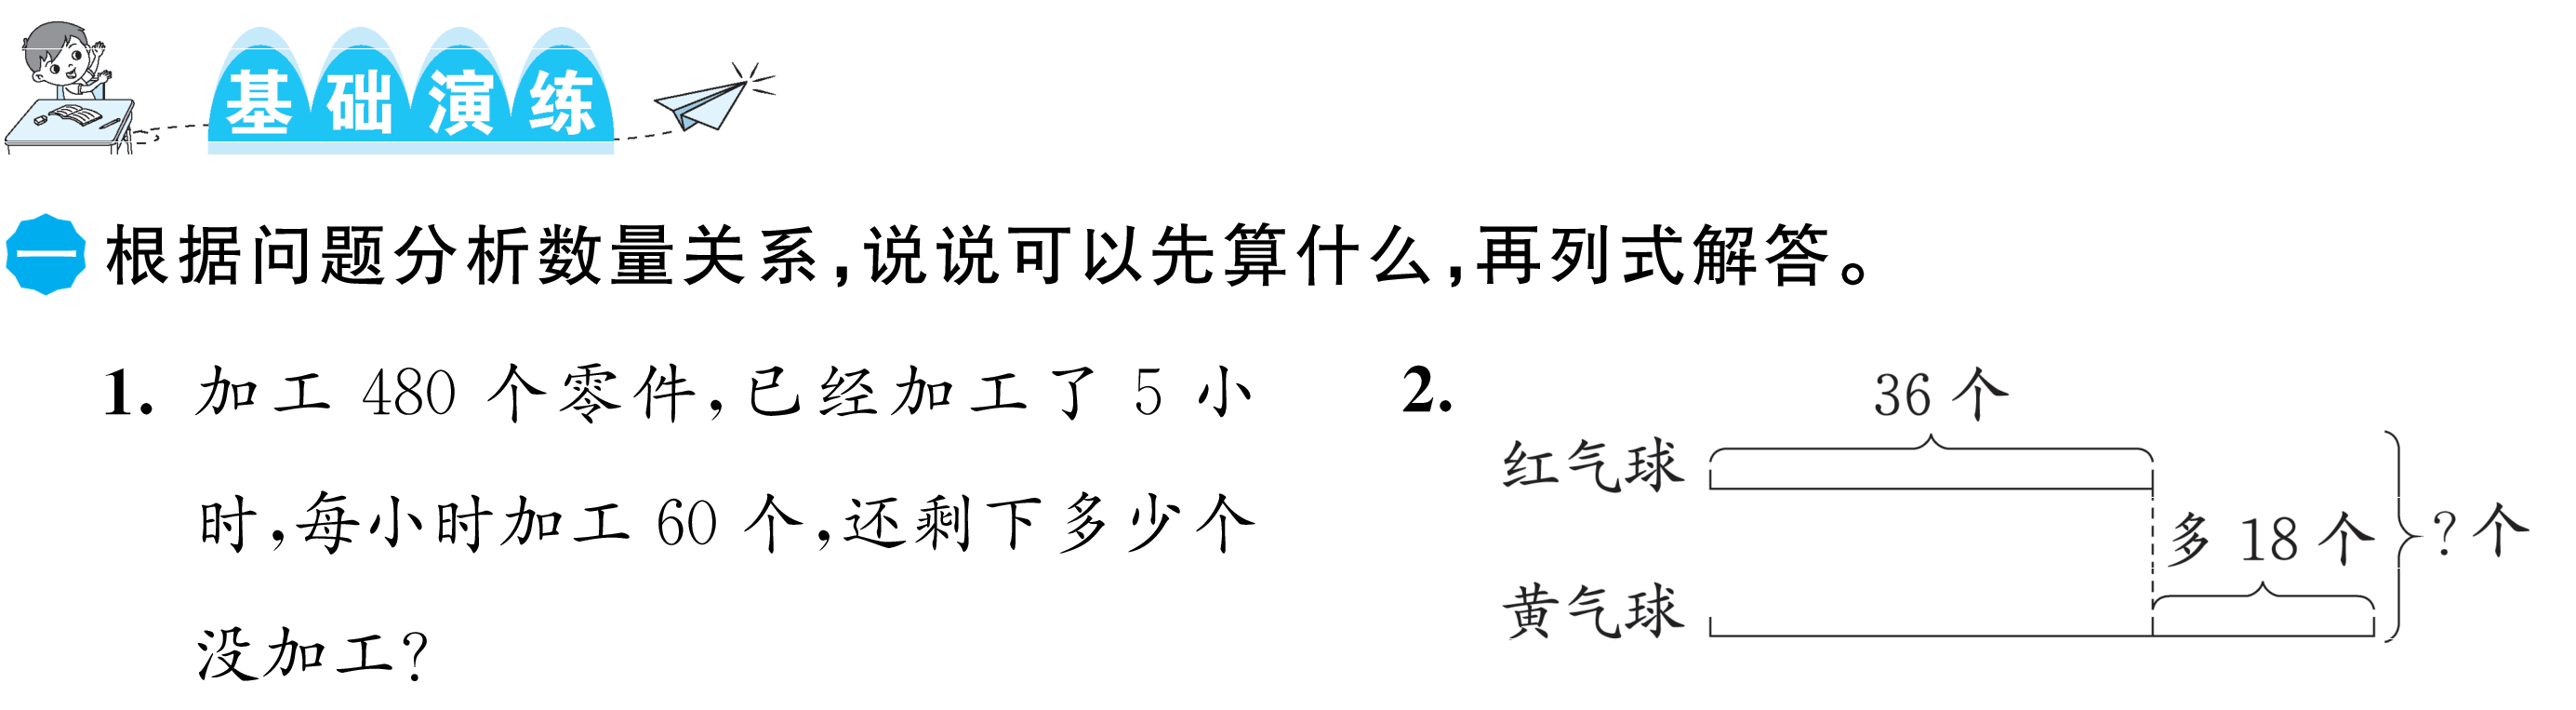 基础演练
一 根据问题分析数量关系,说说可以先算什么,再列式解答。
1. 加工 480 个零件,已经加工了 5 小
时,每小时加工 60 个,还剩下多少个
没加工?
2.
36 个
红气球
多 18 个
? 个
黄气球